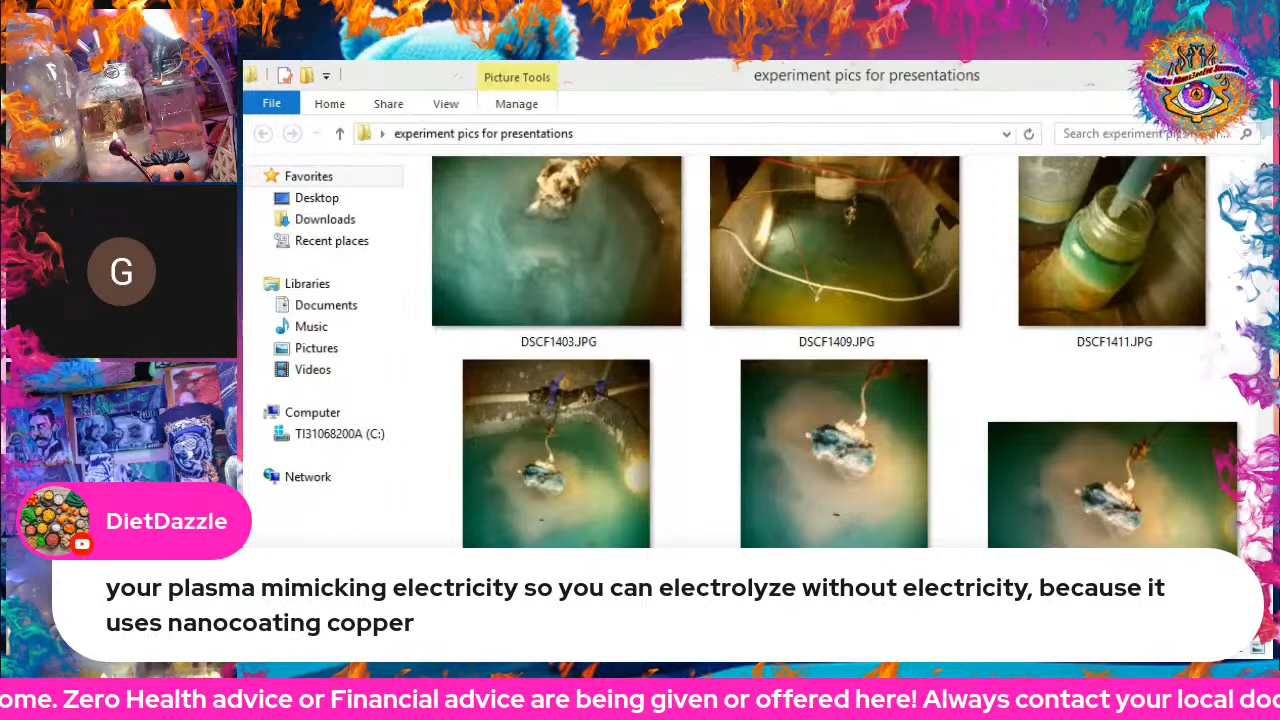 Picture Tools
experiment pics for presentations
File
Home
Share
View
Manage
experiment pics for presentations
Search experiment
Favorites
Desktop
Downloads
Recent places
Libraries
Documents
Music
Pictures
Videos
Computer
TI31068200A (C:)
Network
DSCF1403.JPG
DSCF1409.JPG
DSCF1411.JPG
G
DietDazzle
your plasma mimicking electricity so you can electrolyze without electricity, because it
uses nanocoating copper
ome. Zero Health advice or Financial advice are being given or offered here! Always contact your local doc